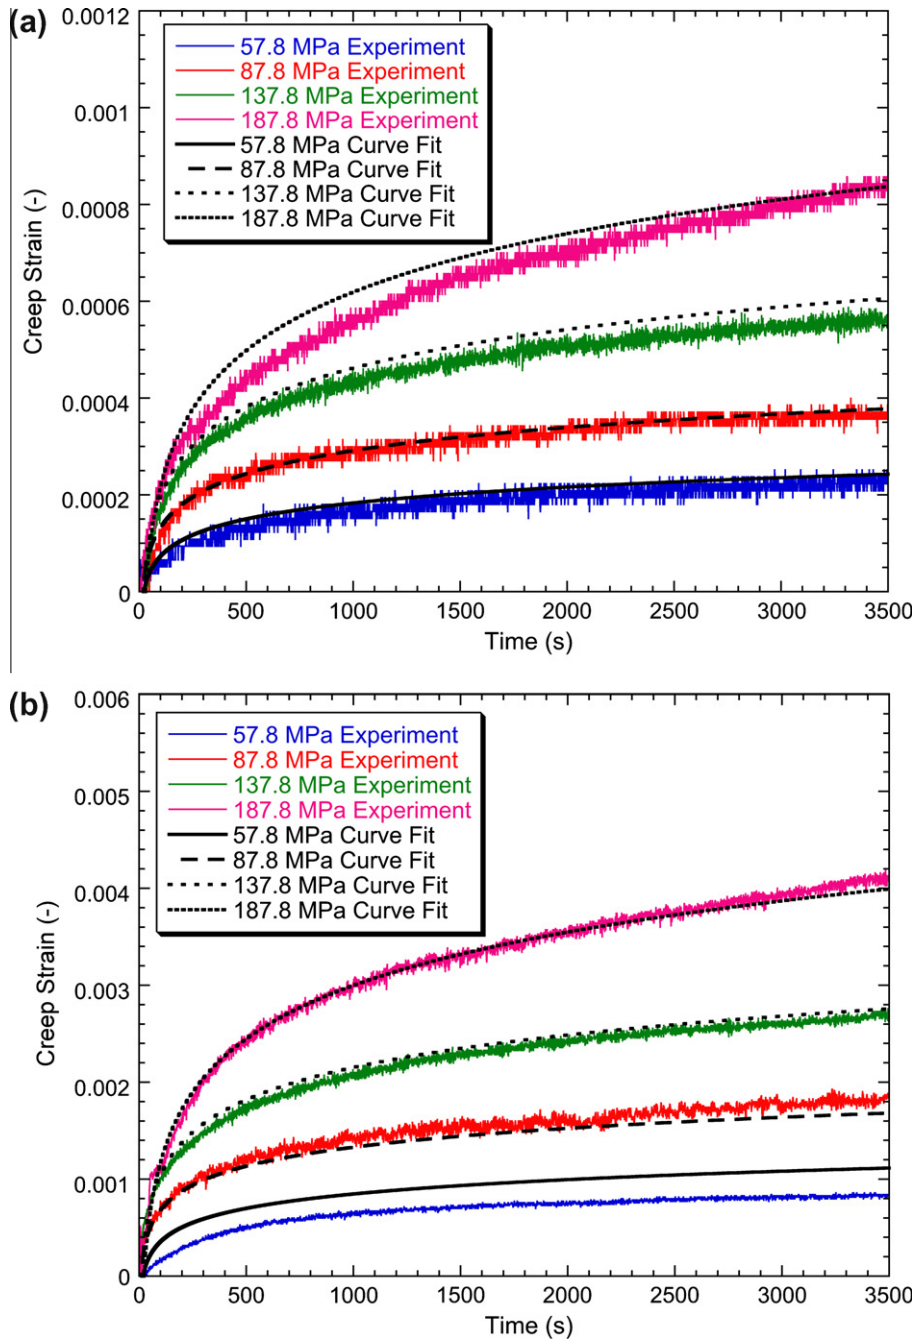 (a)
0.0012
0.001
0.0008
0.0006
0.0004
0.0002
0
Creep Strain (-)
57.8 MPa Experiment
87.8 MPa Experiment
137.8 MPa Experiment
187.8 MPa Experiment
57.8 MPa Curve Fit
87.8 MPa Curve Fit
137.8 MPa Curve Fit
187.8 MPa Curve Fit
0 500 1000 1500 2000 2500 3000 3500
Time (s)
(b)
0.006
0.005
0.004
0.003
0.002
0.001
0
Creep Strain (-)
57.8 MPa Experiment
87.8 MPa Experiment
137.8 MPa Experiment
187.8 MPa Experiment
57.8 MPa Curve Fit
87.8 MPa Curve Fit
137.8 MPa Curve Fit
187.8 MPa Curve Fit
0 500 1000 1500 2000 2500 3000 3500
Time (s)